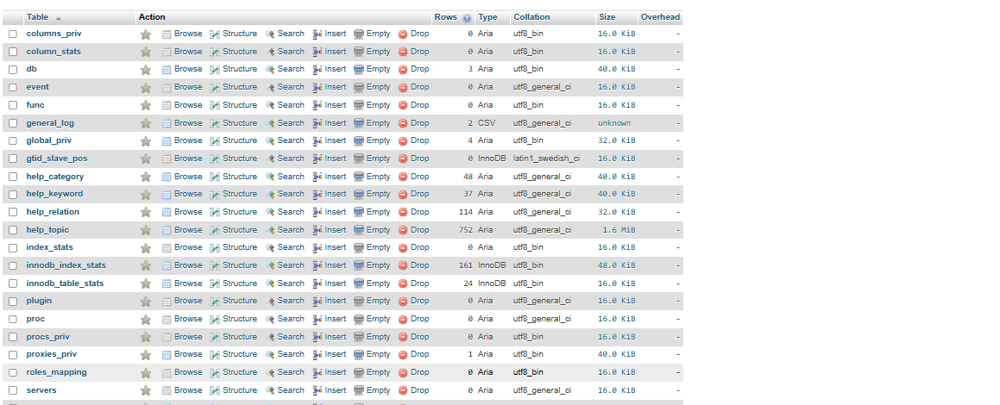 Table Action Rows Type Collation Size Overhead
columns_priv Browse Structure Search Insert Empty Drop 0 Aria utf8_bin 16.0 KiB -
column_stats Browse Structure Search Insert Empty Drop 0 Aria utf8_bin 16.0 KiB -
db Browse Structure Search Insert Empty Drop 3 Aria utf8_bin 40.0 KiB -
event Browse Structure Search Insert Empty Drop 0 Aria utf8_general_ci 16.0 KiB -
func Browse Structure Search Insert Empty Drop 0 Aria utf8_bin 16.0 KiB -
general_log Browse Structure Search Insert Empty Drop 2 CSV utf8_general_ci unknown -
global_priv Browse Structure Search Insert Empty Drop 4 Aria utf8_bin 32.0 KiB -
gtid_slave_pos Browse Structure Search Insert Empty Drop 0 InnoDB latin1_swedish_ci 16.0 KiB -
help_category Browse Structure Search Insert Empty Drop 48 Aria utf8_general_ci 40.0 KiB -
help_keyword Browse Structure Search Insert Empty Drop 37 Aria utf8_general_ci 40.0 KiB -
help_relation Browse Structure Search Insert Empty Drop 114 Aria utf8_general_ci 32.0 KiB -
help_topic Browse Structure Search Insert Empty Drop 752 Aria utf8_general_ci 1.6 MiB -
index_stats Browse Structure Search Insert Empty Drop 0 Aria utf8_bin 16.0 KiB -
innodb_index_stats Browse Structure Search Insert Empty Drop 161 InnoDB utf8_bin 48.0 KiB -
innodb_table_stats Browse Structure Search Insert Empty Drop 24 InnoDB utf8_bin 16.0 KiB -
plugin Browse Structure Search Insert Empty Drop 0 Aria utf8_general_ci 16.0 KiB -
proc Browse Structure Search Insert Empty Drop 0 Aria utf8_general_ci 16.0 KiB -
procs_priv Browse Structure Search Insert Empty Drop 0 Aria utf8_bin 16.0 KiB -
proxies_priv Browse Structure Search Insert Empty Drop 1 Aria utf8_bin 40.0 KiB -
roles_mapping Browse Structure Search Insert Empty Drop 0 Aria utf8_bin 16.0 KiB -
servers Browse Structure Search Insert Empty Drop 0 Aria utf8_general_ci 16.0 KiB -